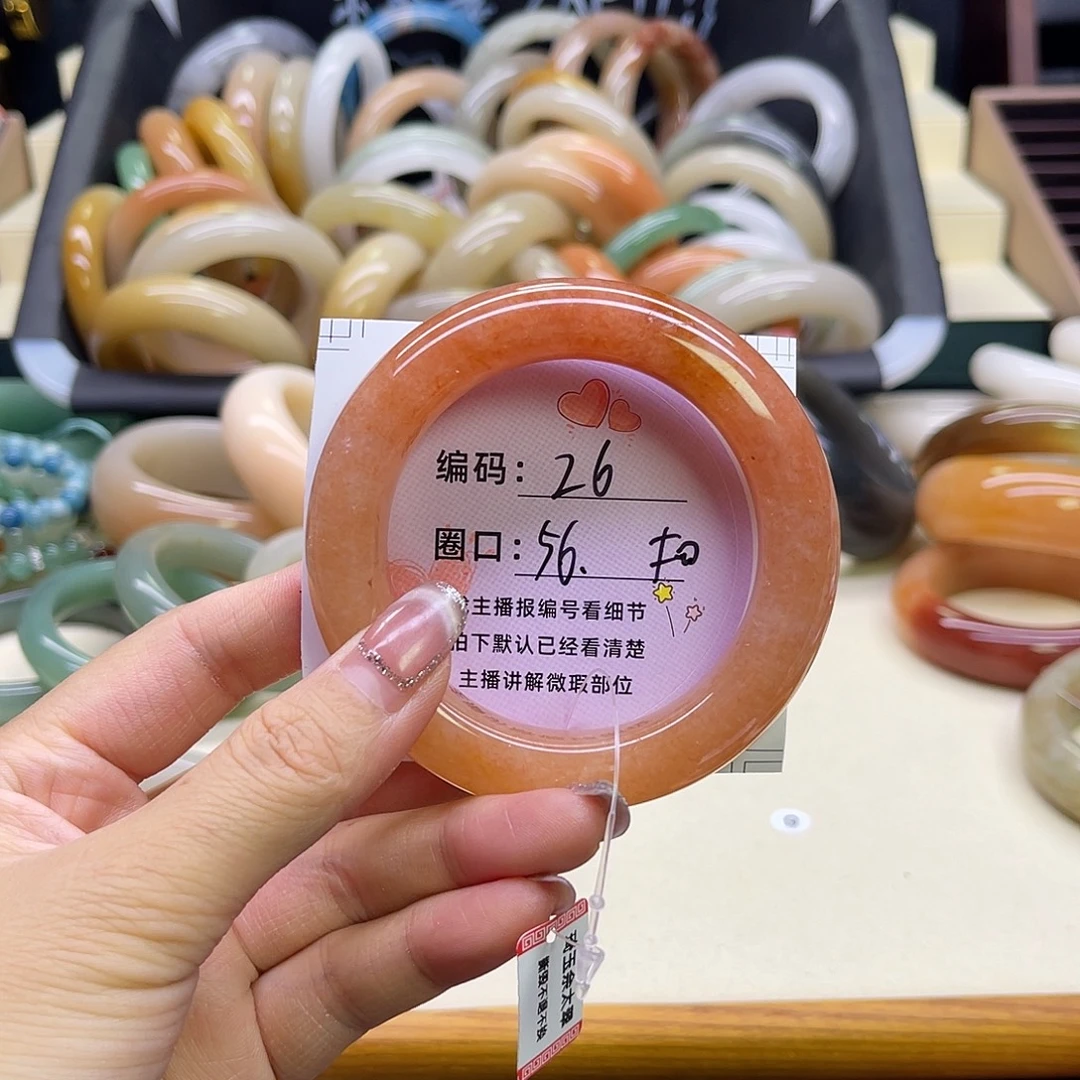 编码：26
圈口：56. 扣
主播报编号看细节
拍下默认已经看清楚
主播讲解微瑕部位